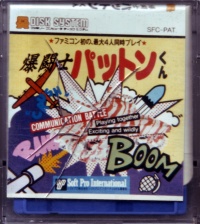 DISK SYSTEM
SFC-PAT
★ファミコン初の、最大4人同時プレイ★
爆闘士
パットンくん
COMMUNICATION BATTLE
Playing together
Exciting and wildly
BOOM
Soft Pro International